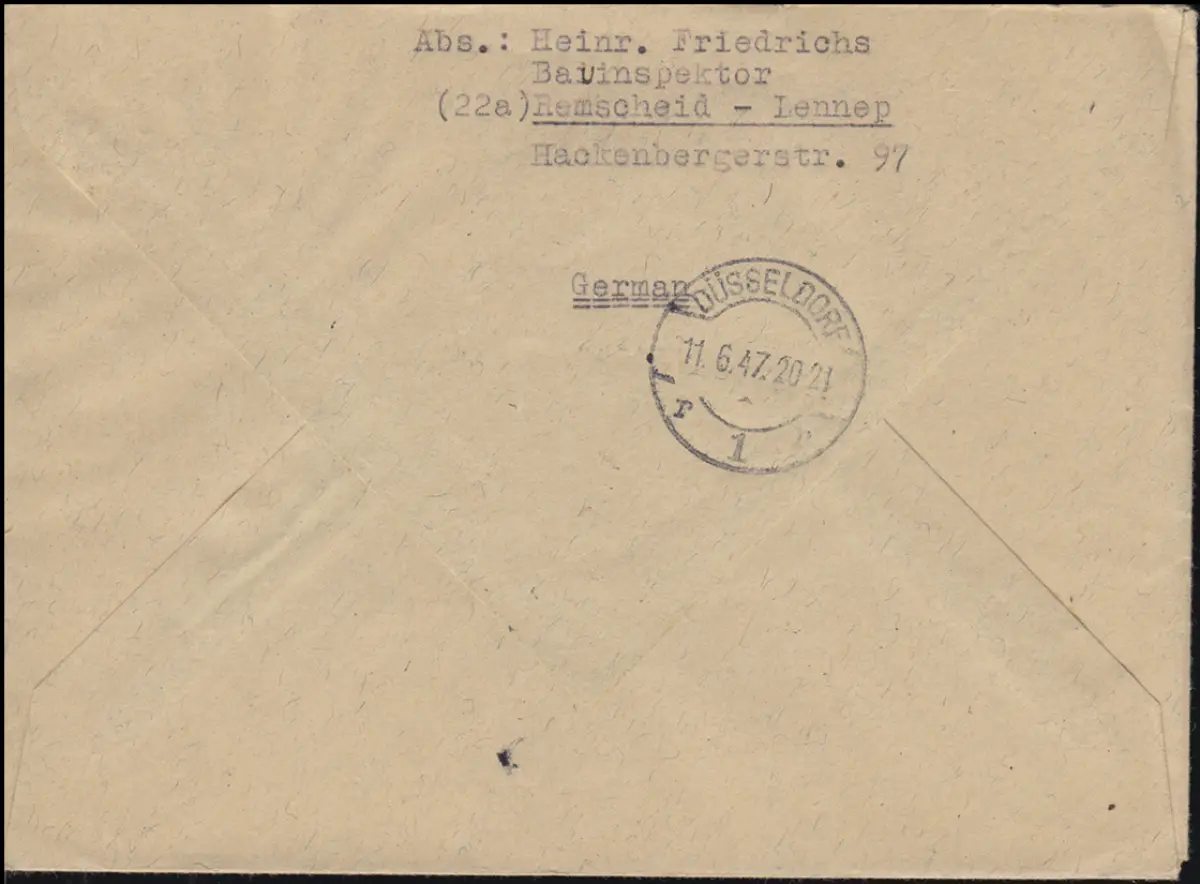 Abs.: Heinr. Friedrichs
Bauinspektor
(22a)Remscheid - Lennep
Hackenbergerstr. 97
German
DÜSSELDORF
11.6.47.20-21
r 1 r